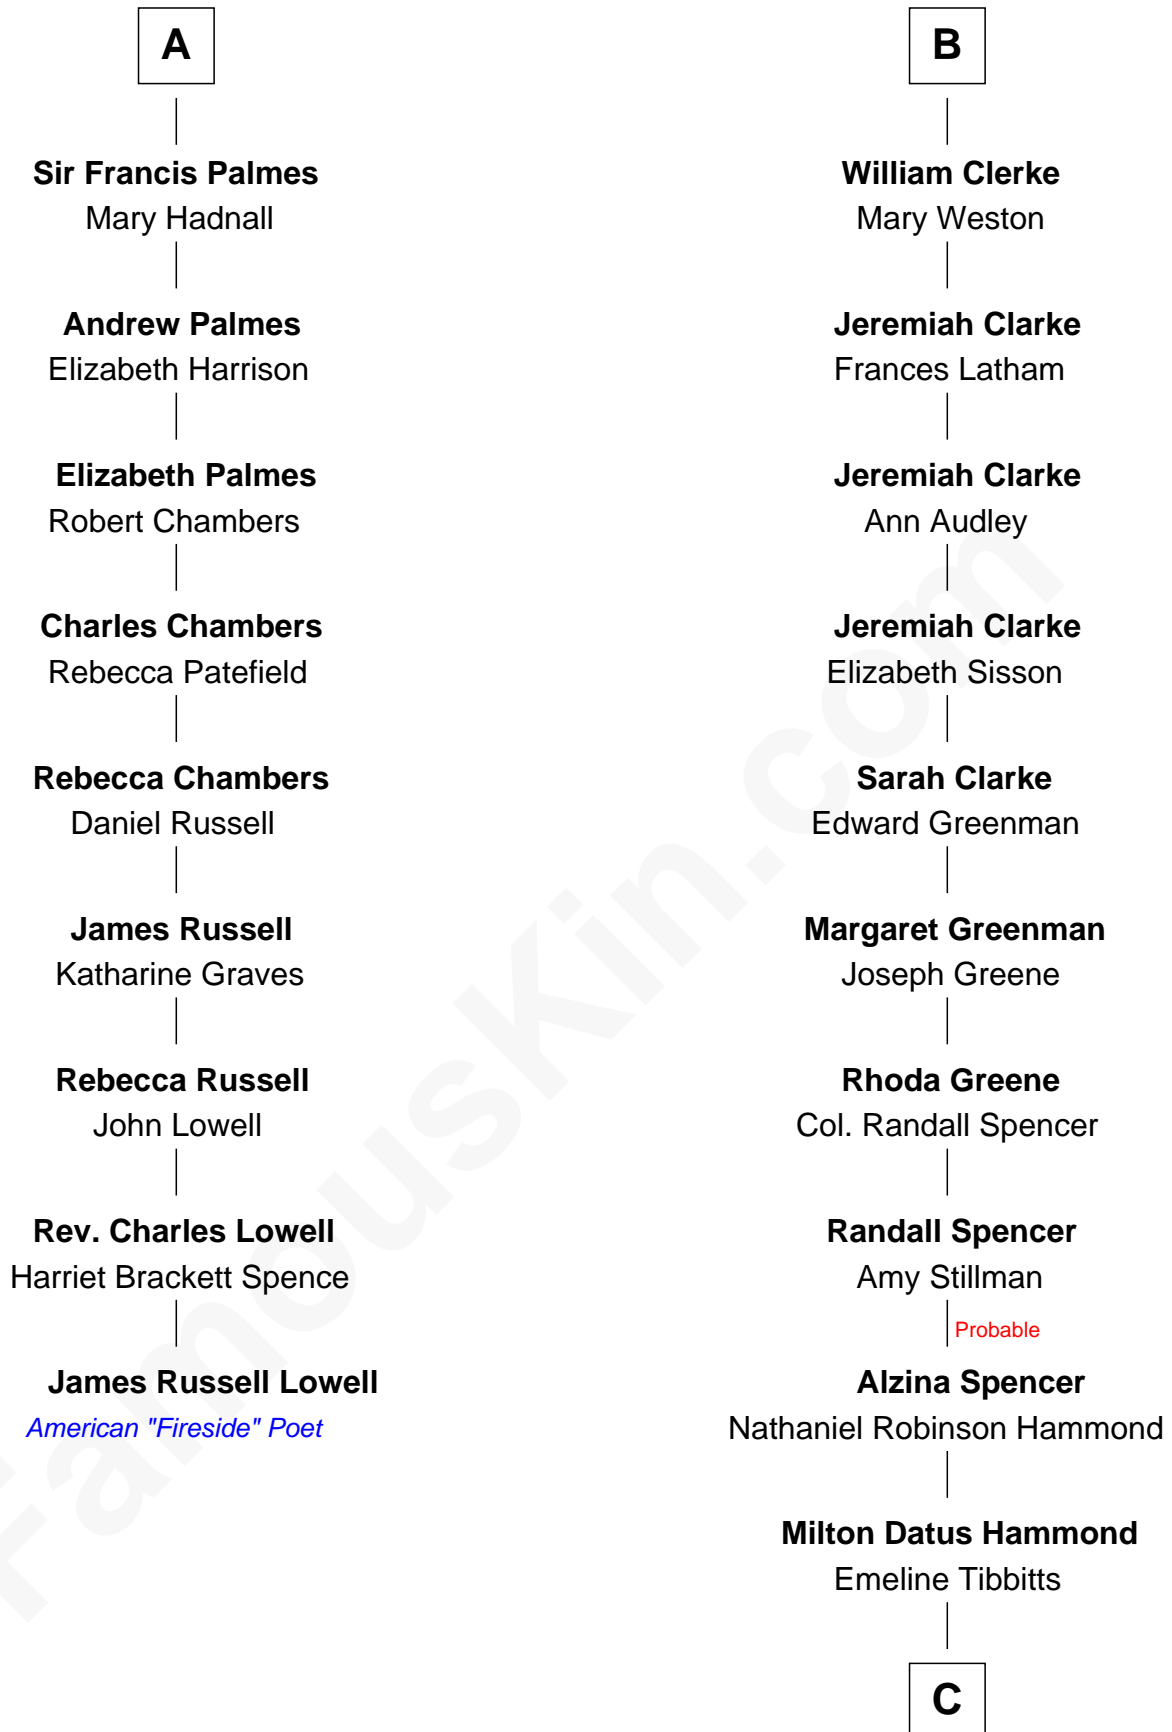 A
Sir Francis Palmes
Mary Hadnall
Andrew Palmes
Elizabeth Harrison
Elizabeth Palmes
Robert Chambers
Charles Chambers
Rebecca Patefield
Rebecca Chambers
Daniel Russell
James Russell
Katharine Graves
Rebecca Russell
John Lowell
Rev. Charles Lowell
Harriet Brackett Spence
James Russell Lowell
American "Fireside" Poet
B
William Clerke
Mary Weston
Jeremiah Clarke
Frances Latham
Jeremiah Clarke
Ann Audley
Jeremiah Clarke
Elizabeth Sisson
Sarah Clarke
Edward Greenman
Margaret Greenman
Joseph Greene
Rhoda Greene
Col. Randall Spencer
Randall Spencer
Amy Stillman
Probable
Alzina Spencer
Nathaniel Robinson Hammond
Milton Datus Hammond
Emeline Tibbitts
C
FamousKin.com